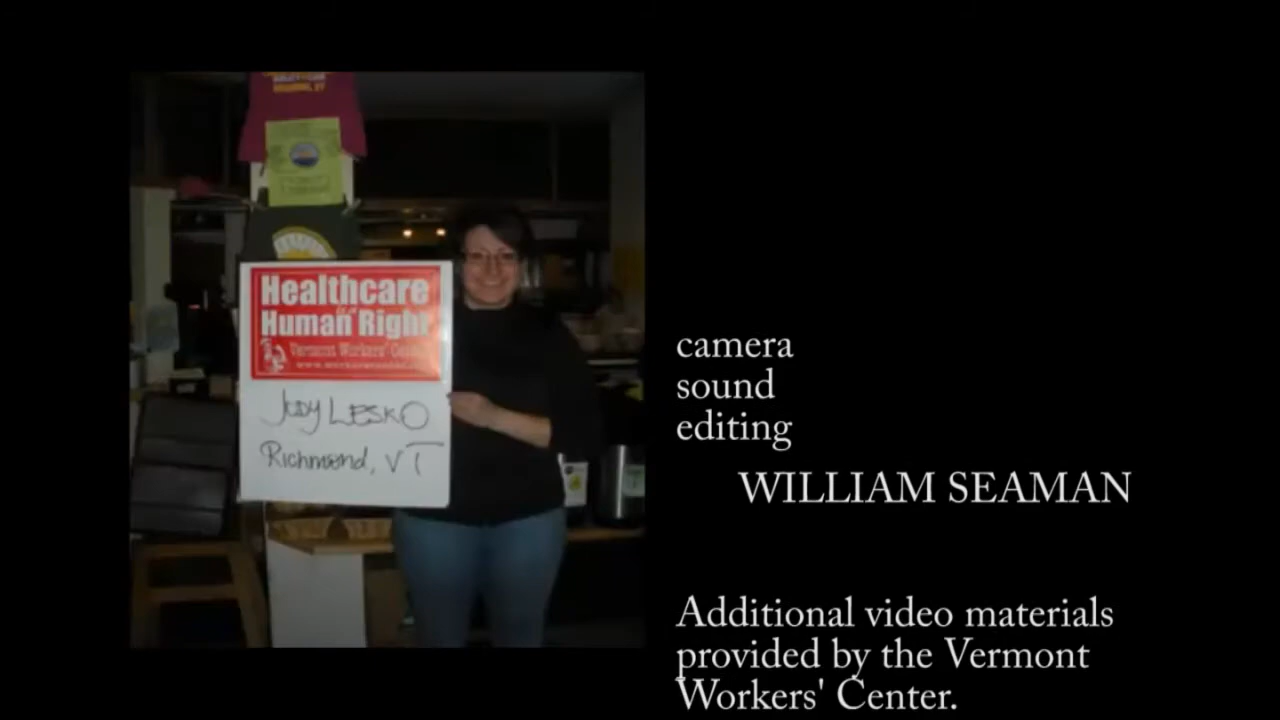 Healthcare
is a
Human Right
Vermont Workers' Center
Judy LESKO
Richmond, VT
camera
sound
editing
WILLIAM SEAMAN
Additional video materials
provided by the Vermont
Workers' Center.